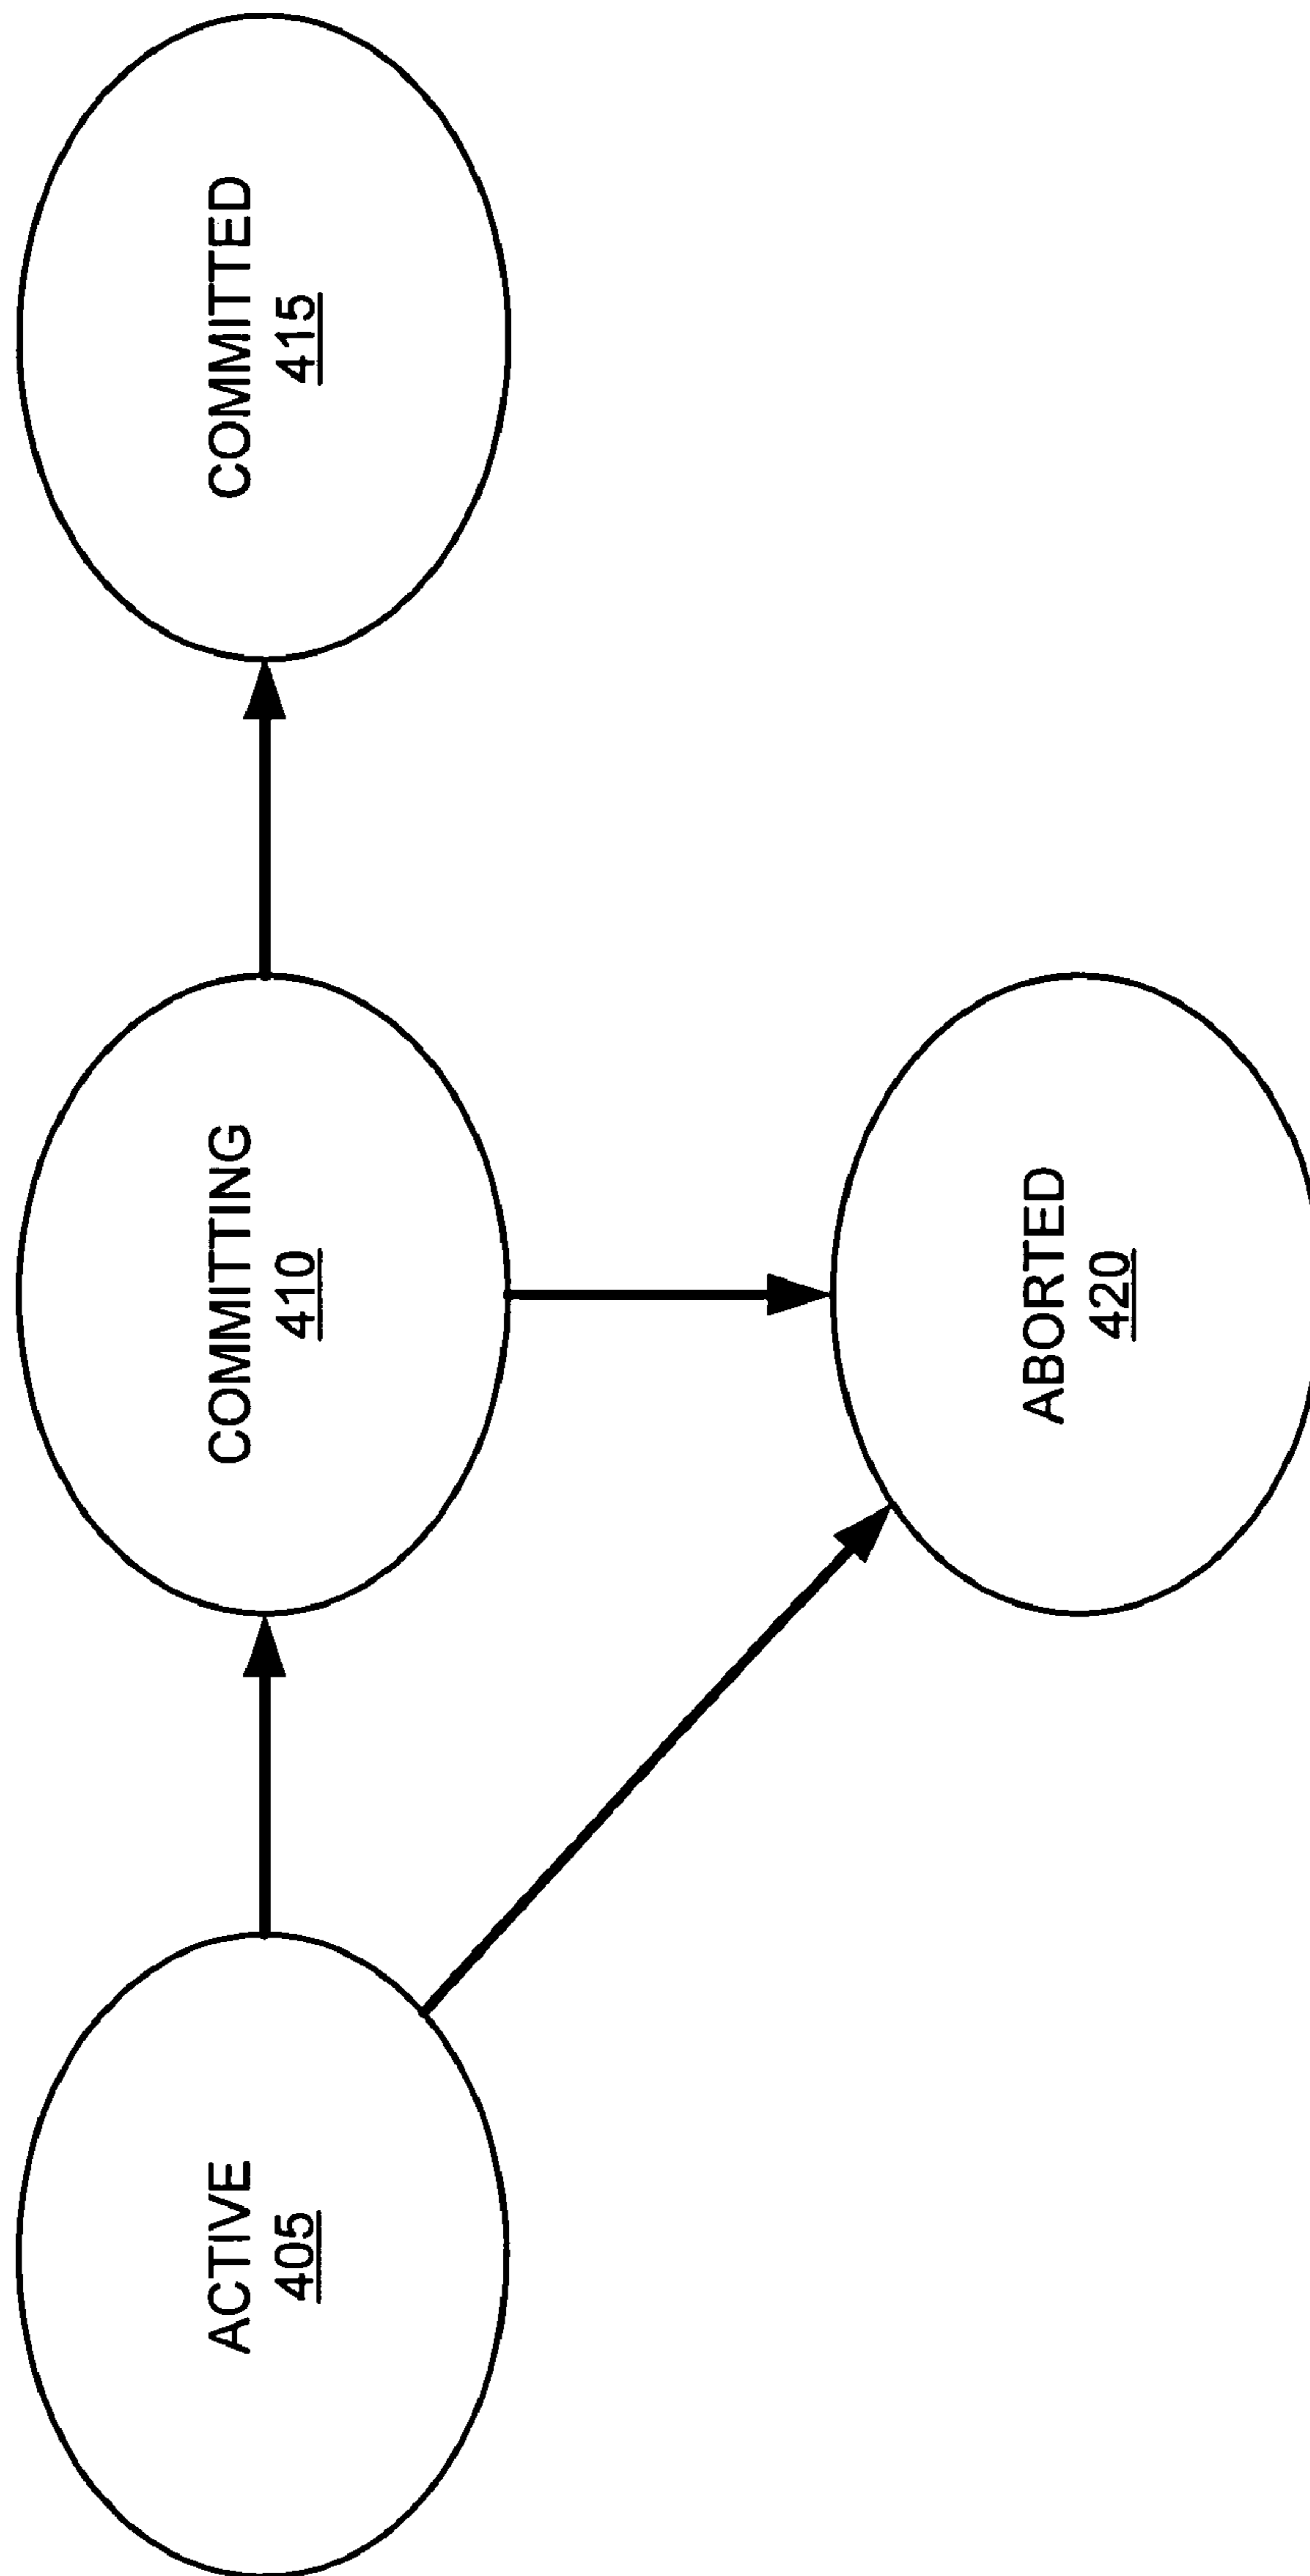 ACTIVE
405
COMMITTING
410
COMMITTED
415
ABORTED
420